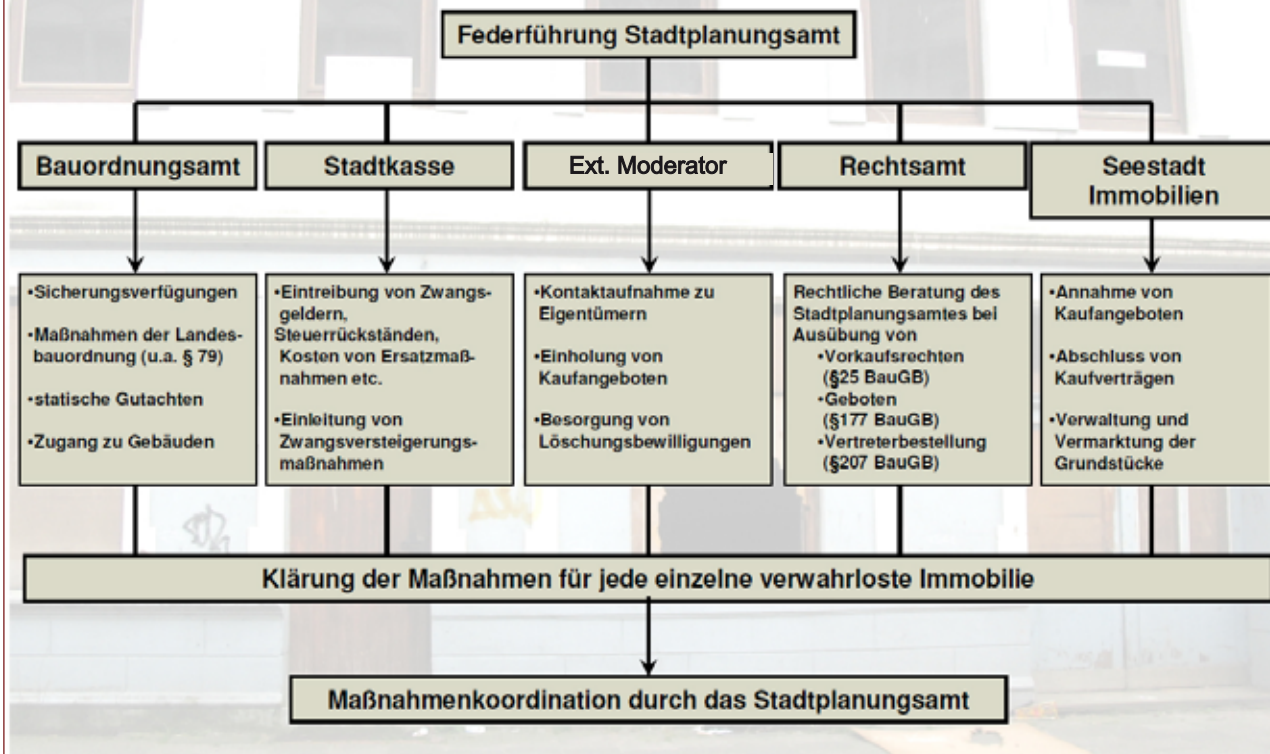 Federführung Stadtplanungsamt
Bauordnungsamt
Stadtkasse
Ext. Moderator
Rechtsamt
Seestadt
Immobilien
•Sicherungsverfügungen
•Maßnahmen der Landes-
bauordnung (u.a. § 79)
•statische Gutachten
•Zugang zu Gebäuden
•Eintreibung von Zwangs-
geldern,
Steuerrückständen,
Kosten von Ersatzmaß-
nahmen etc.
•Einleitung von
Zwangsversteigerungs-
maßnahmen
•Kontaktaufnahme zu
Eigentümern
•Einholung von
Kaufangeboten
•Besorgung von
Löschungsbewilligungen
Rechtliche Beratung des
Stadtplanungsamtes bei
Ausübung von
•Vorkaufsrechten
(§25 BauGB)
•Geboten
(§177 BauGB)
•Vertreterbestellung
(§207 BauGB)
•Annahme von
Kaufangeboten
•Abschluss von
Kaufverträgen
•Verwaltung und
Vermarktung der
Grundstücke
Klärung der Maßnahmen für jede einzelne verwahrloste Immobilie
Maßnahmenkoordination durch das Stadtplanungsamt